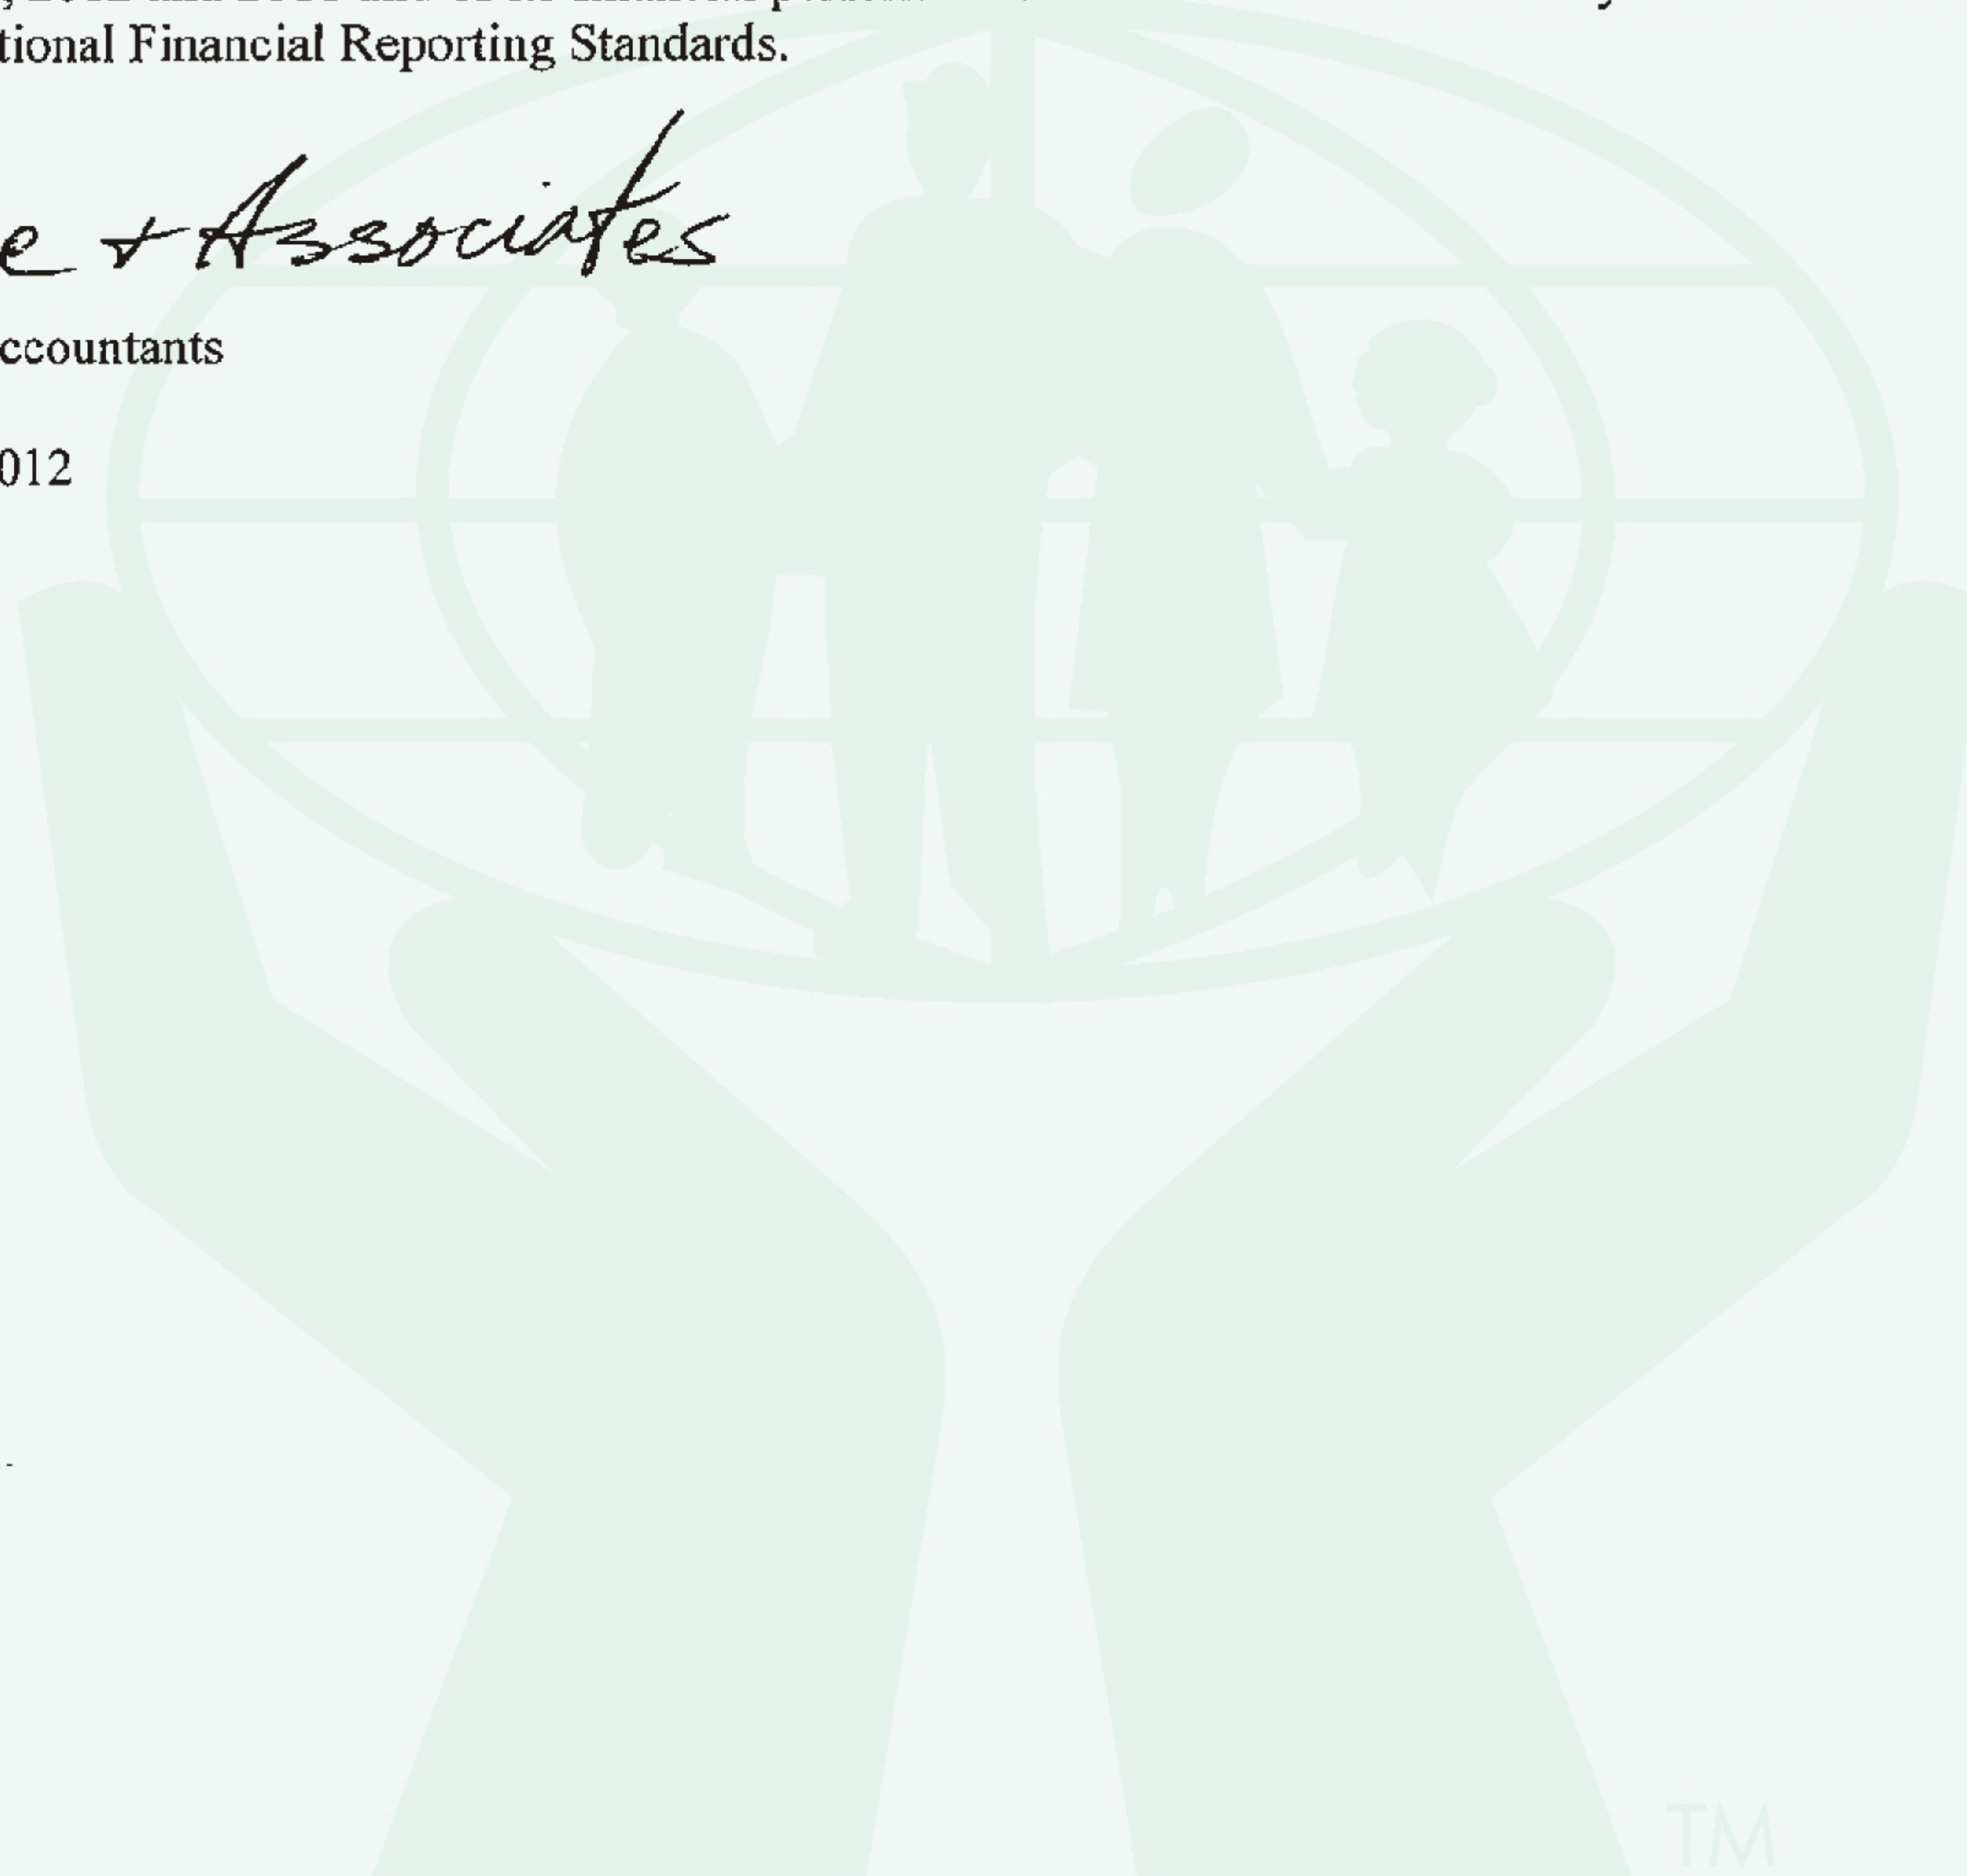 tional Financial Reporting Standards.
e + Associates
ccountants
012
TM